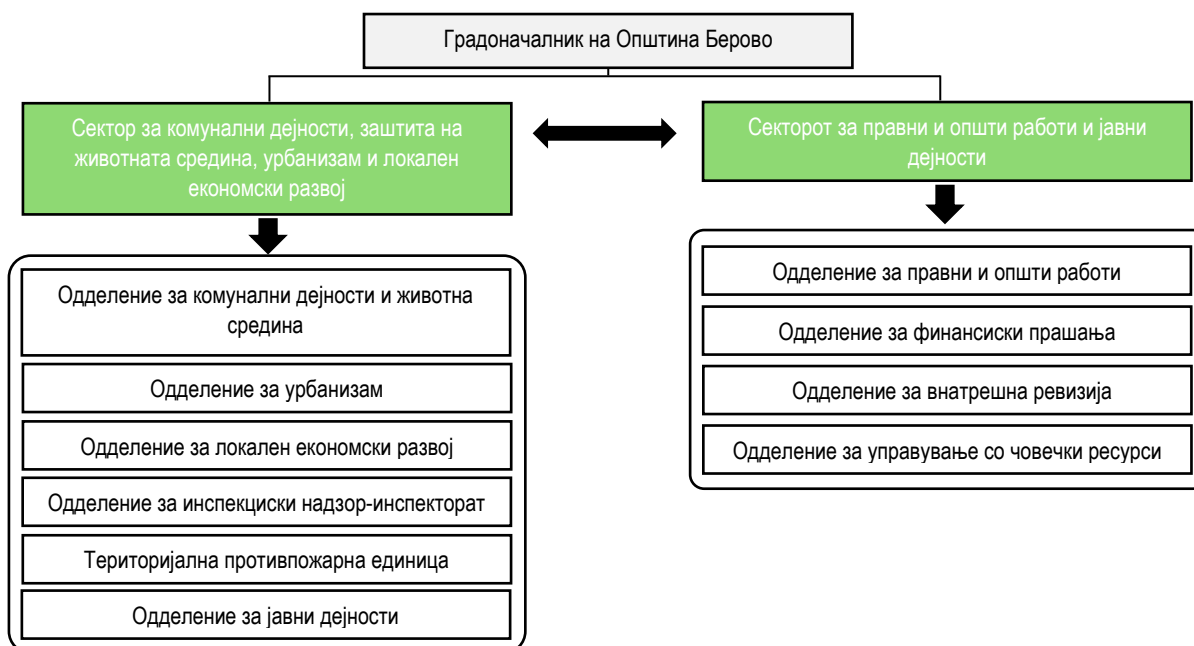 Градоначалник на Општина Берово
Сектор за комунални дејности, заштита на
животната средина, урбанизам и локален
економски развој
Секторот за правни и општи работи и јавни
дејности
Одделение за комунални дејности и животна
средина
Одделение за урбанизам
Одделение за локален економски развој
Одделение за инспекциски надзор-инспекторат
Територијална противпожарна единица
Одделение за јавни дејности
Одделение за правни и општи работи
Одделение за финансиски прашања
Одделение за внатрешна ревизија
Одделение за управување со човечки ресурси